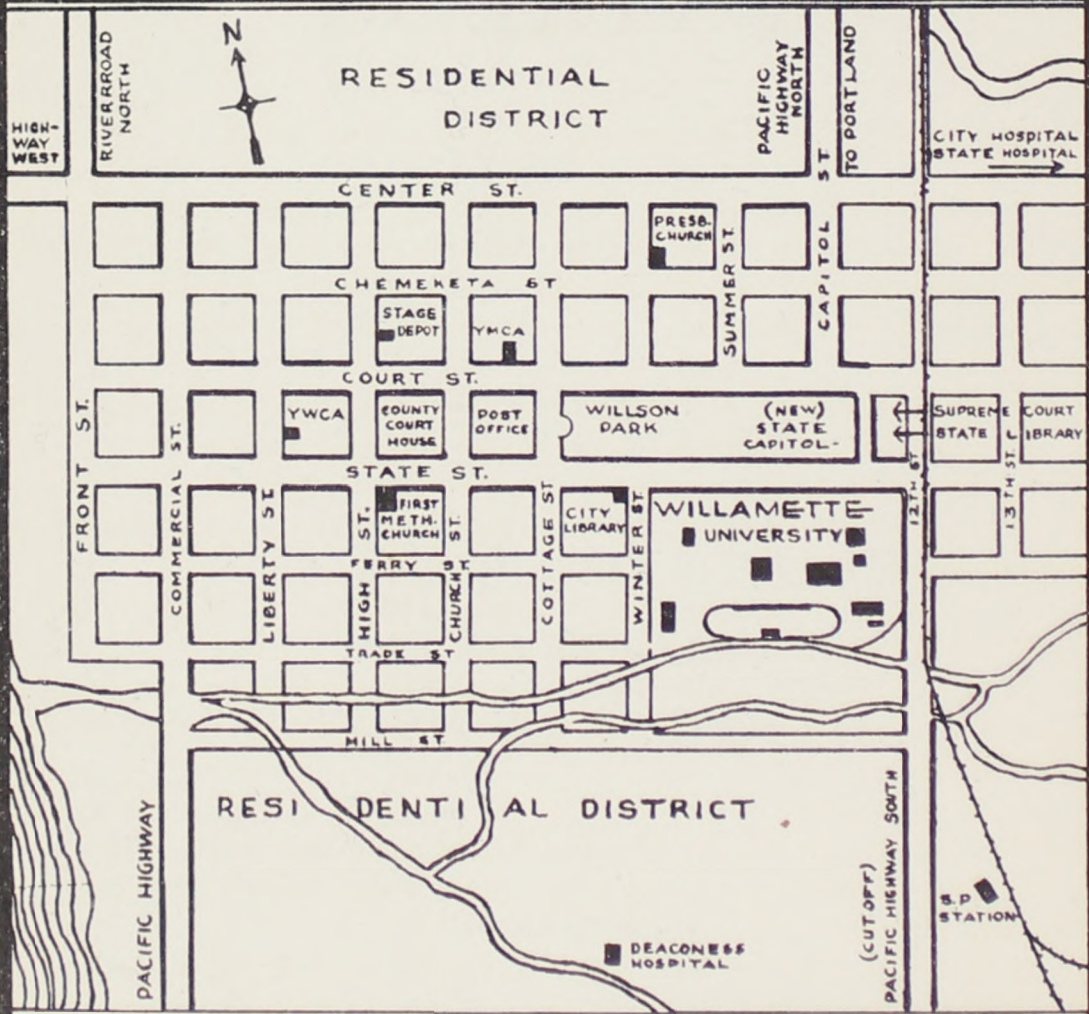 N
RIVER ROAD
NORTH
RESIDENTIAL
DISTRICT
PACIFIC
HIGHWAY
NORTH
TO PORTLAND
HIGH-
WAY
WEST
CITY HOSPITAL
STATE HOSPITAL
CENTER ST.
PRESB.
CHURCH
SUMMER ST.
CAPITOL ST
CHEMEKETA ST
STAGE
DEPOT
YMCA
COURT ST.
FRONT ST.
COMMERCIAL ST.
YWCA
COUNTY
COURT
HOUSE
POST
OFFICE
WILLSON
PARK
(NEW)
STATE
CAPITOL-
SUPREME COURT
STATE LIBRARY
STATE ST.
LIBERTY ST.
HIGH ST.
FIRST
METH.
CHURCH
CHURCH ST.
COTTAGE ST
CITY
LIBRARY
WINTER ST.
WILLAMETTE
UNIVERSITY
12TH ST
13TH ST.
FERRY ST.
TRADE ST
MILL ST.
RESIDENTIAL DISTRICT
PACIFIC HIGHWAY
(CUT OFF)
PACIFIC HIGHWAY SOUTH
S.P
STATION
DEACONESS
HOSPITAL